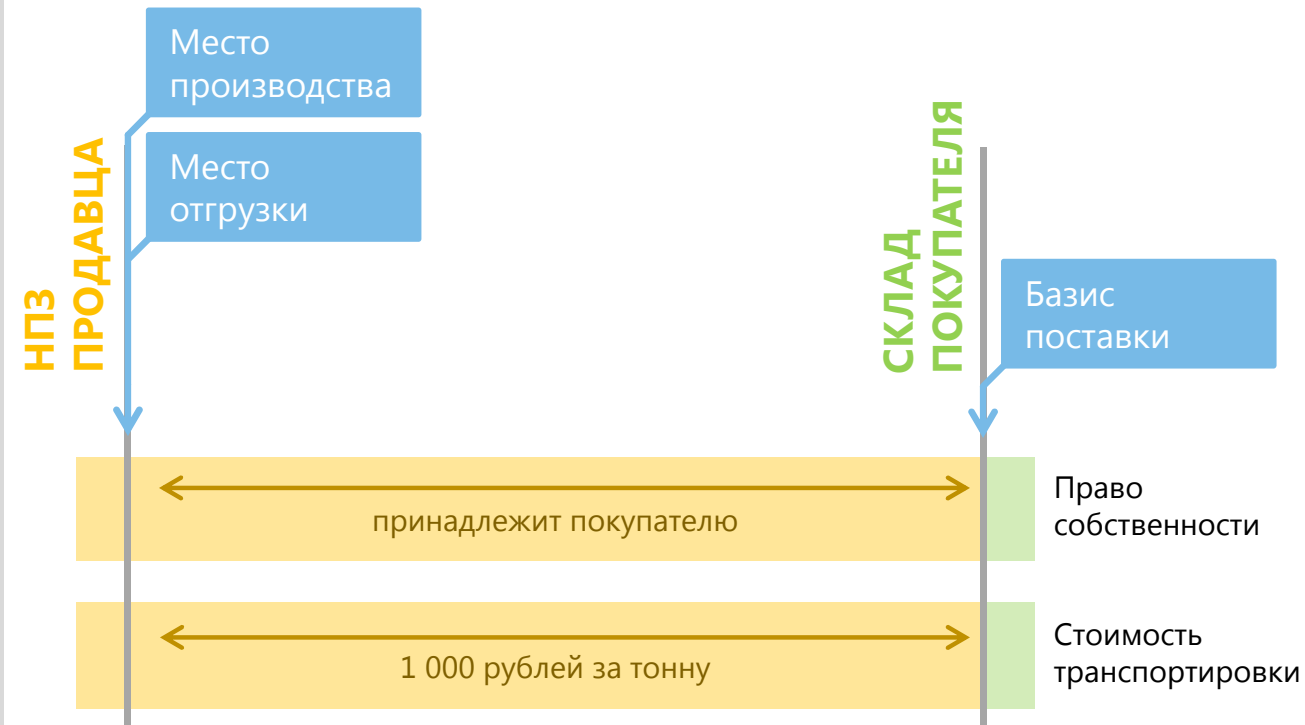 Место
производства
Место
отгрузки
НПЗ
ПРОДАВЦА
СКЛАД
ПОКУПАТЕЛЯ
Базис
поставки
принадлежит покупателю
Право
собственности
1 000 рублей за тонну
Стоимость
транспортировки